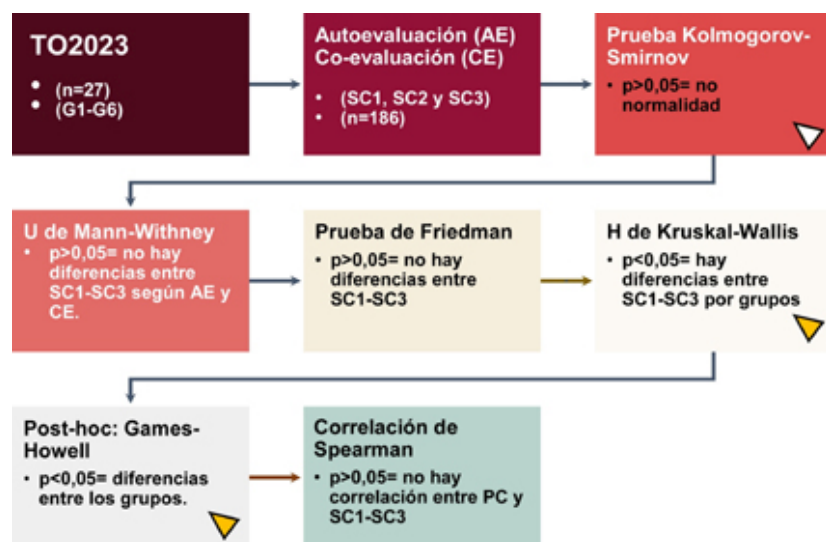 TO2023
• (n=27)
• (G1-G6)
Autoevaluación (AE)
Co-evaluación (CE)
• (SC1, SC2 y SC3)
• (n=186)
Prueba Kolmogorov-
Smirnov
• p>0,05= no
normalidad
U de Mann-Withney
• p>0,05= no hay
diferencias entre
SC1-SC3 según AE y
CE.
Prueba de Friedman
• p>0,05= no hay
diferencias entre
SC1-SC3
H de Kruskal-Wallis
• p<0,05= hay
diferencias entre
SC1-SC3 por grupos
Post-hoc: Games-
Howell
• p<0,05= diferencias
entre los grupos.
Correlación de
Spearman
• p>0,05= no hay
correlación entre PC y
SC1-SC3